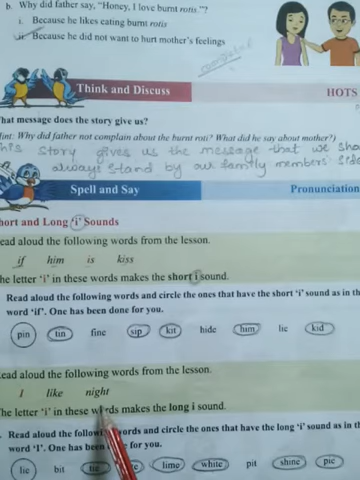 b. Why did father say, "Honey, I love burnt rotis."?
i. Because he likes eating burnt rotis
ii. Because he did not want to hurt mother's feelings
completed
Think and Discuss
HOTS
hat message does the story give us?
int: Why did father not complain about the burnt roti? What did he say about mother?)
his story gives us the message that we sho
always stand by our family members side
Spell and Say
Pronunciation
hort and Long 'i' Sounds
ead aloud the following words from the lesson.
if him is kiss
he letter 'i' in these words makes the short i sound.
Read aloud the following words and circle the ones that have the short 'i' sound as in th
word 'if'. One has been done for you.
pin tin fine sip kit hide him lie kid
ead aloud the following words from the lesson.
I like night
he letter 'i' in these words makes the long i sound.
Read aloud the following words and circle the ones that have the long 'i' sound as in th
word 'I'. One has been done for you.
lie bit tie lime white pit shine pie